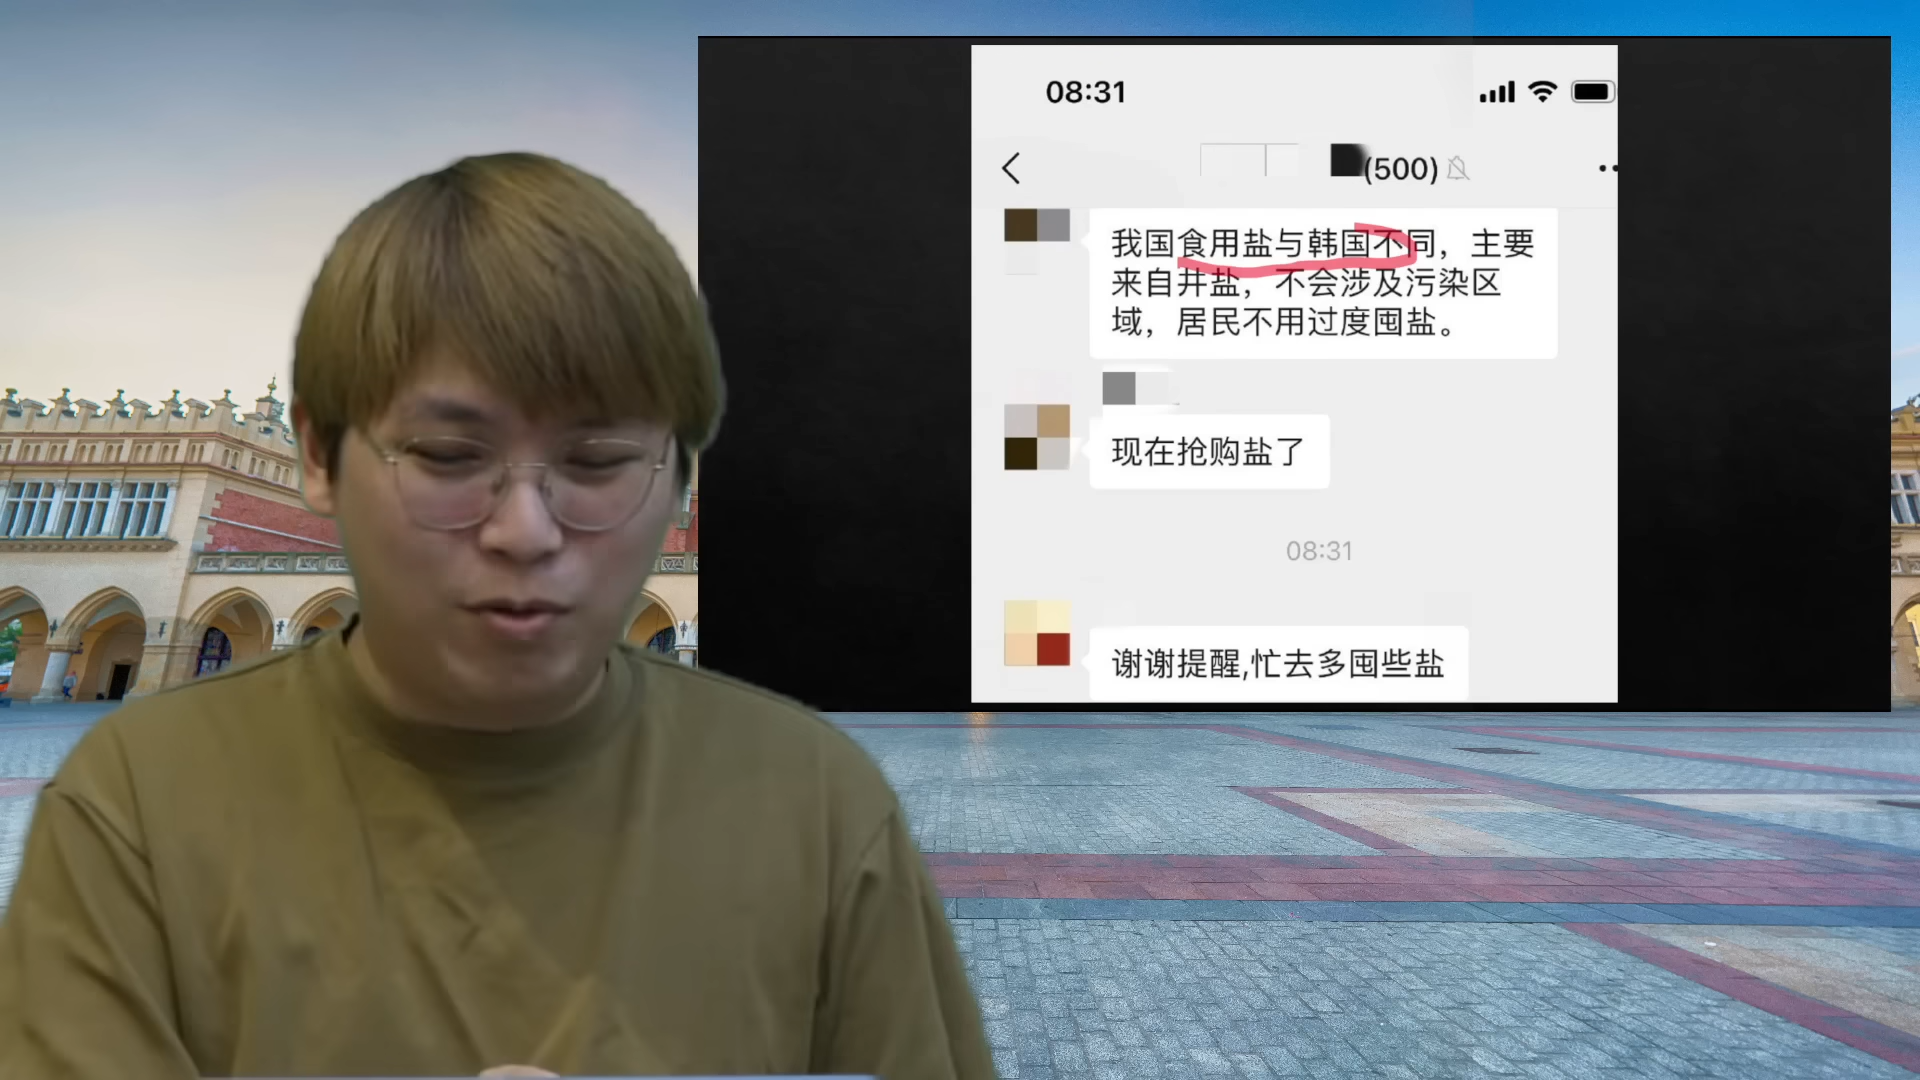 08:31
(500)
我国食用盐与韩国不同，主要
来自井盐，不会涉及污染区
域，居民不用过度囤盐。
现在抢购盐了
08:31
谢谢提醒,忙去多囤些盐